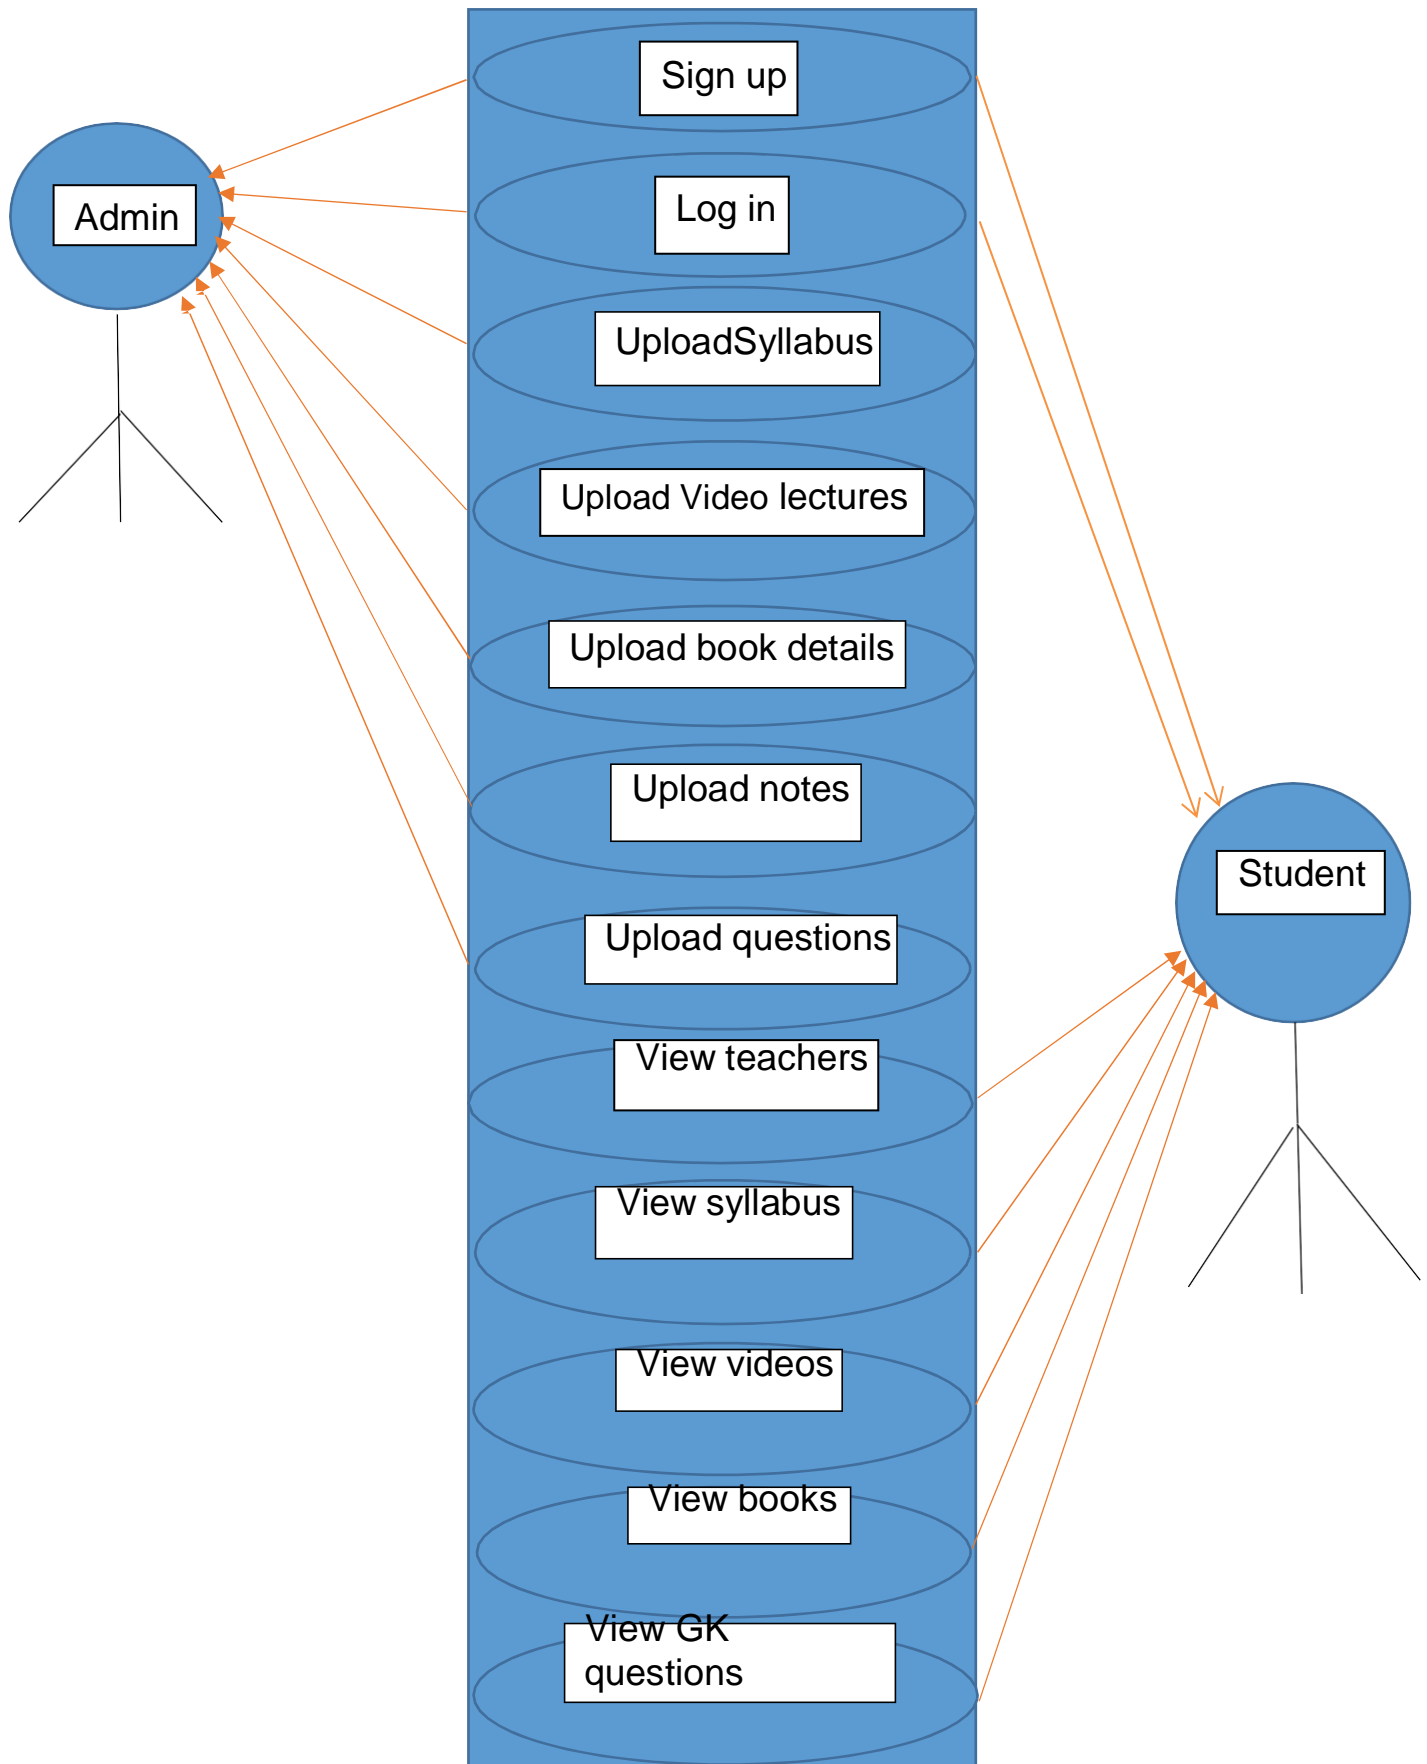 Sign up
Admin
Log in
UploadSyllabus
Upload Video lectures
Upload book details
Upload notes
Student
Upload questions
View teachers
View syllabus
View videos
View books
View GK
questions